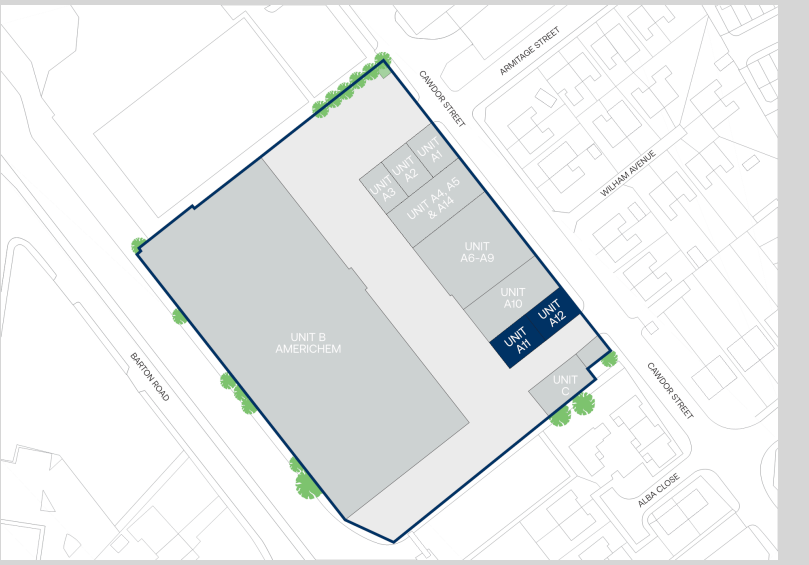 ARMITAGE STREET
CAWDOR STREET
WILHAM AVENUE
UNIT
A1
UNIT
A2
UNIT
A3
UNIT A4, A5
& A14
UNIT
A6-A9
UNIT
A10
UNIT
A12
UNIT
A11
UNIT B
AMERICHEM
UNIT
C
BARTON ROAD
CAWDOR STREET
ALBA CLOSE